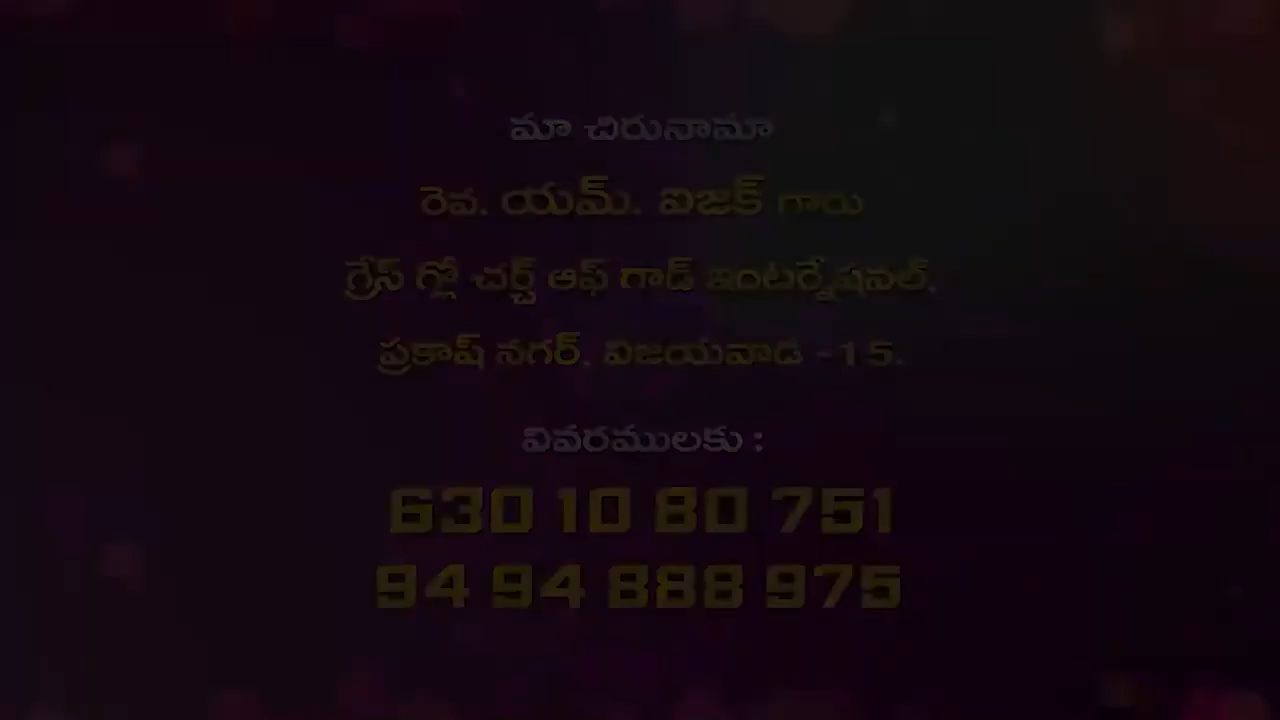 మా చిరునామా
రెవ. యమ్. ఐజక్ గారు
గ్రేస్ గ్లో చర్చ్ ఆఫ్ గాడ్ ఇంటర్నేషనల్,
ప్రకాష్ నగర్, విజయవాడ - 15.
వివరములకు :
630 10 80 751
94 94 888 975